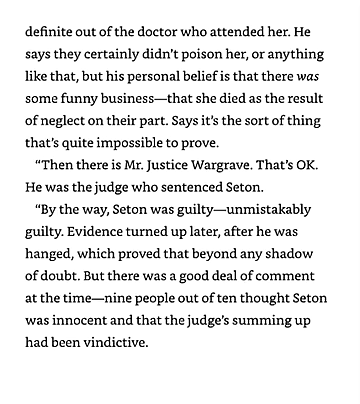 definite out of the doctor who attended her. He
says they certainly didn't poison her, or anything
like that, but his personal belief is that there was
some funny business—that she died as the result
of neglect on their part. Says it's the sort of thing
that's quite impossible to prove.
“Then there is Mr. Justice Wargrave. That's OK.
He was the judge who sentenced Seton.
“By the way, Seton was guilty—unmistakably
guilty. Evidence turned up later, after he was
hanged, which proved that beyond any shadow
of doubt. But there was a good deal of comment
at the time—nine people out of ten thought Seton
was innocent and that the judge's summing up
had been vindictive.